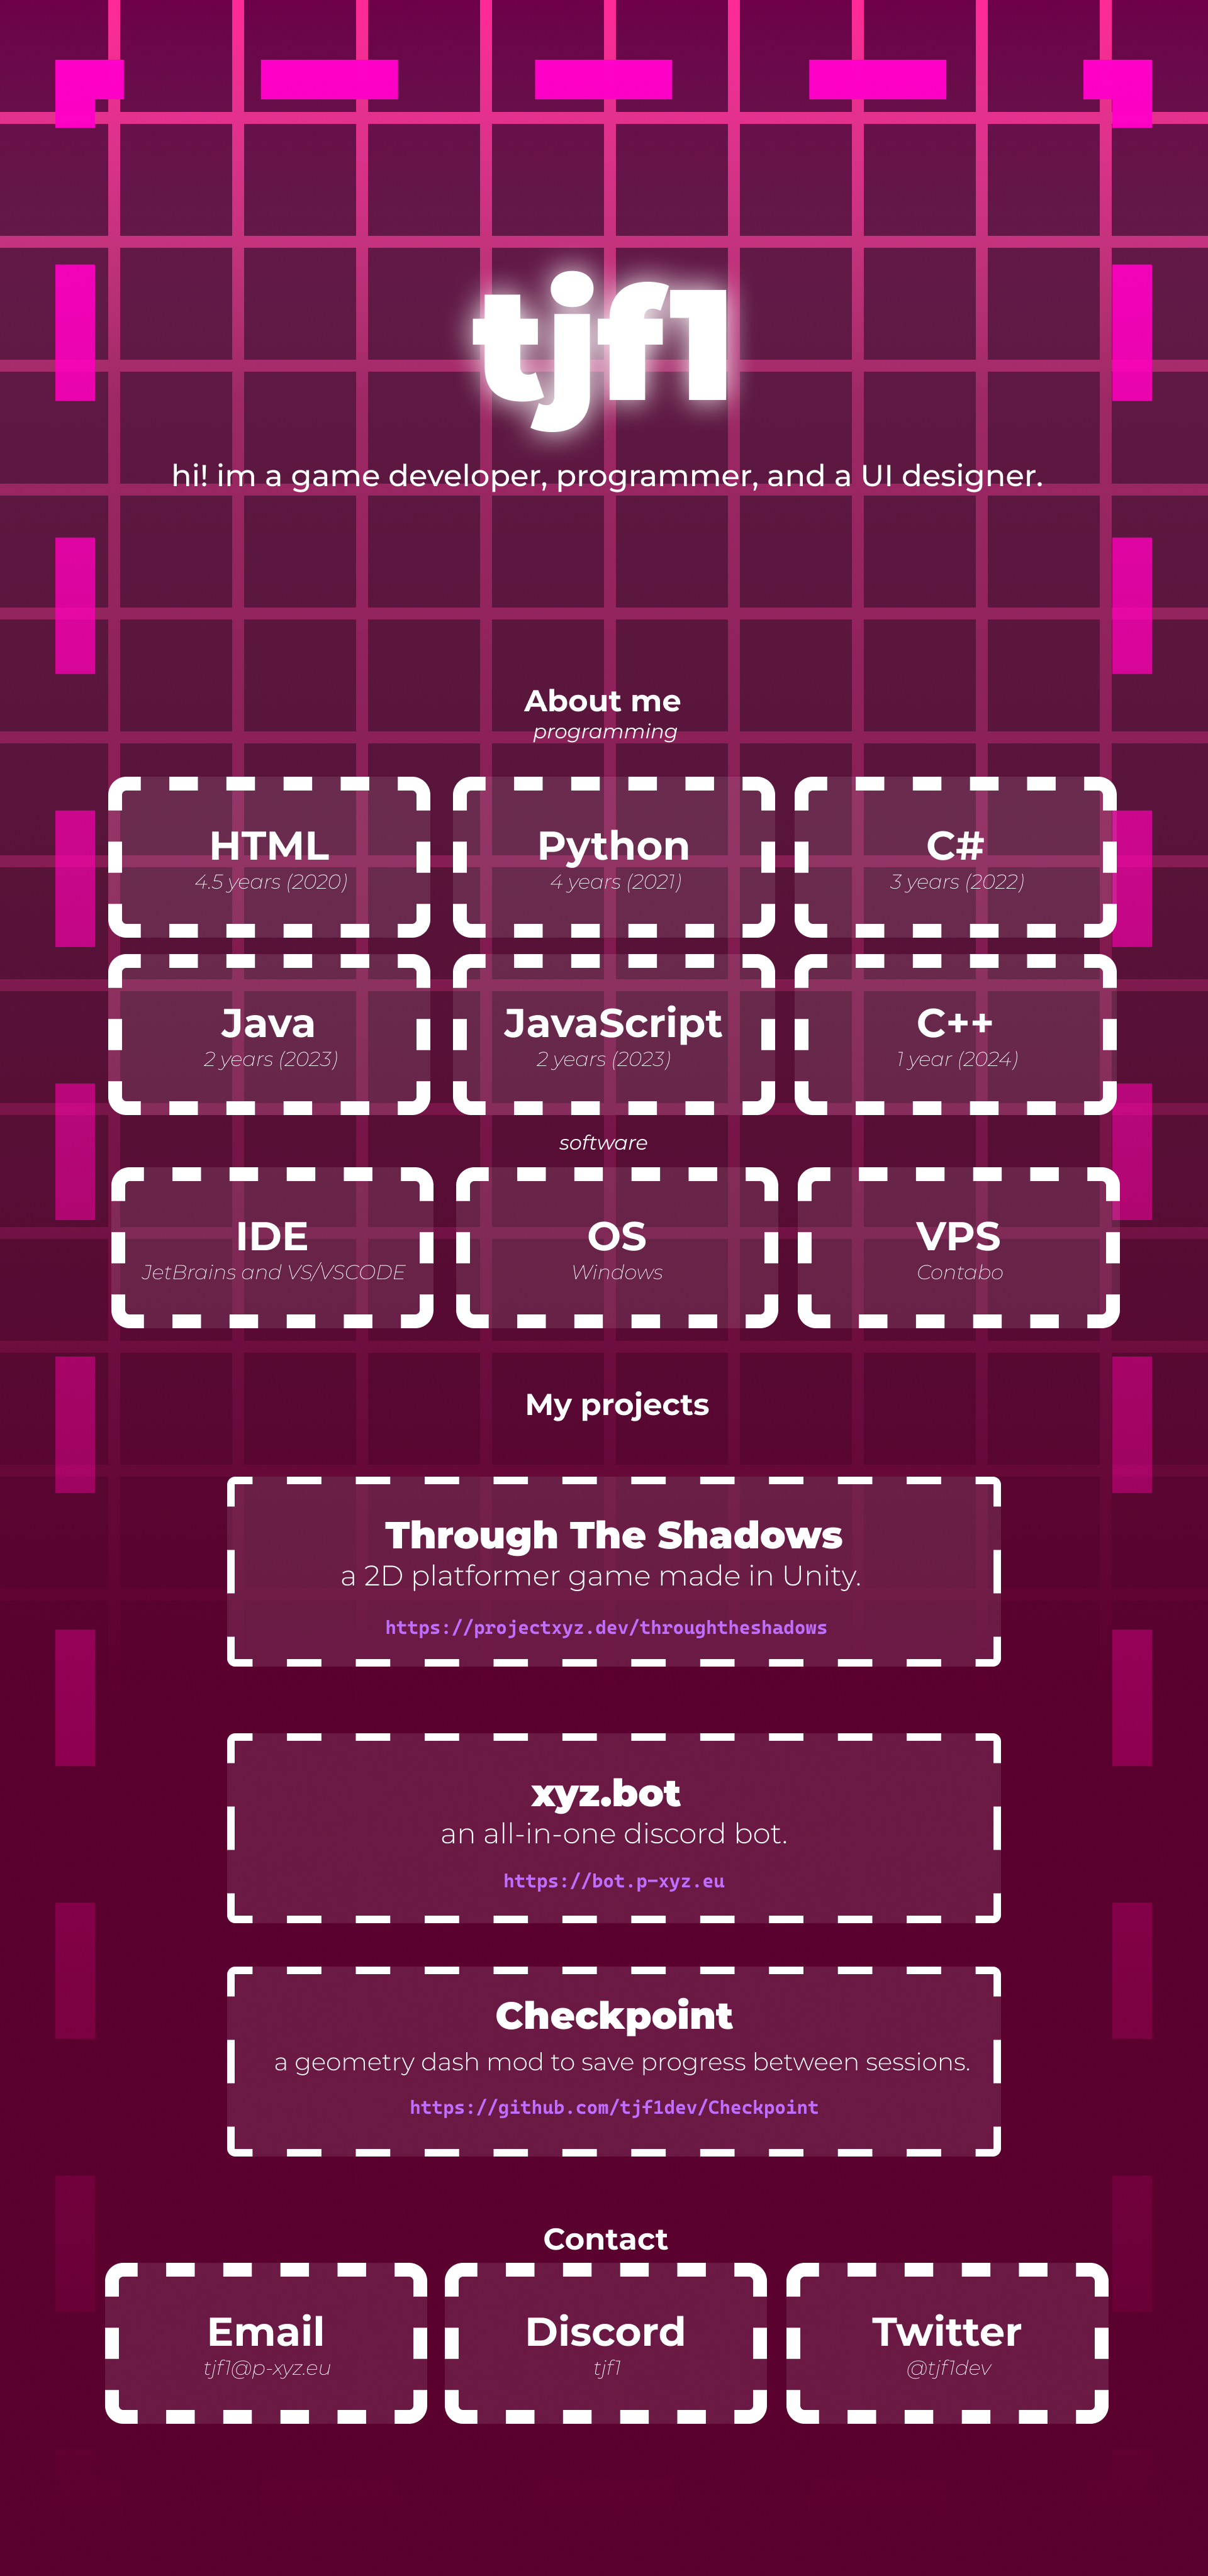 tjf1
hi! im a game developer, programmer, and a UI designer.
About me
programming
HTML
4.5 years (2020)
Python
4 years (2021)
C#
3 years (2022)
Java
2 years (2023)
JavaScript
2 years (2023)
C++
1 year (2024)
software
IDE
JetBrains and VS/VSCODE
OS
Windows
VPS
Contabo
My projects
Through The Shadows
a 2D platformer game made in Unity.
https://projectxyz.dev/throughtheshadows
xyz.bot
an all-in-one discord bot.
https://bot.p-xyz.eu
Checkpoint
a geometry dash mod to save progress between sessions.
https://github.com/tjf1dev/Checkpoint
Contact
Email
tjf1@p-xyz.eu
Discord
tjf1
Twitter
@tjf1dev